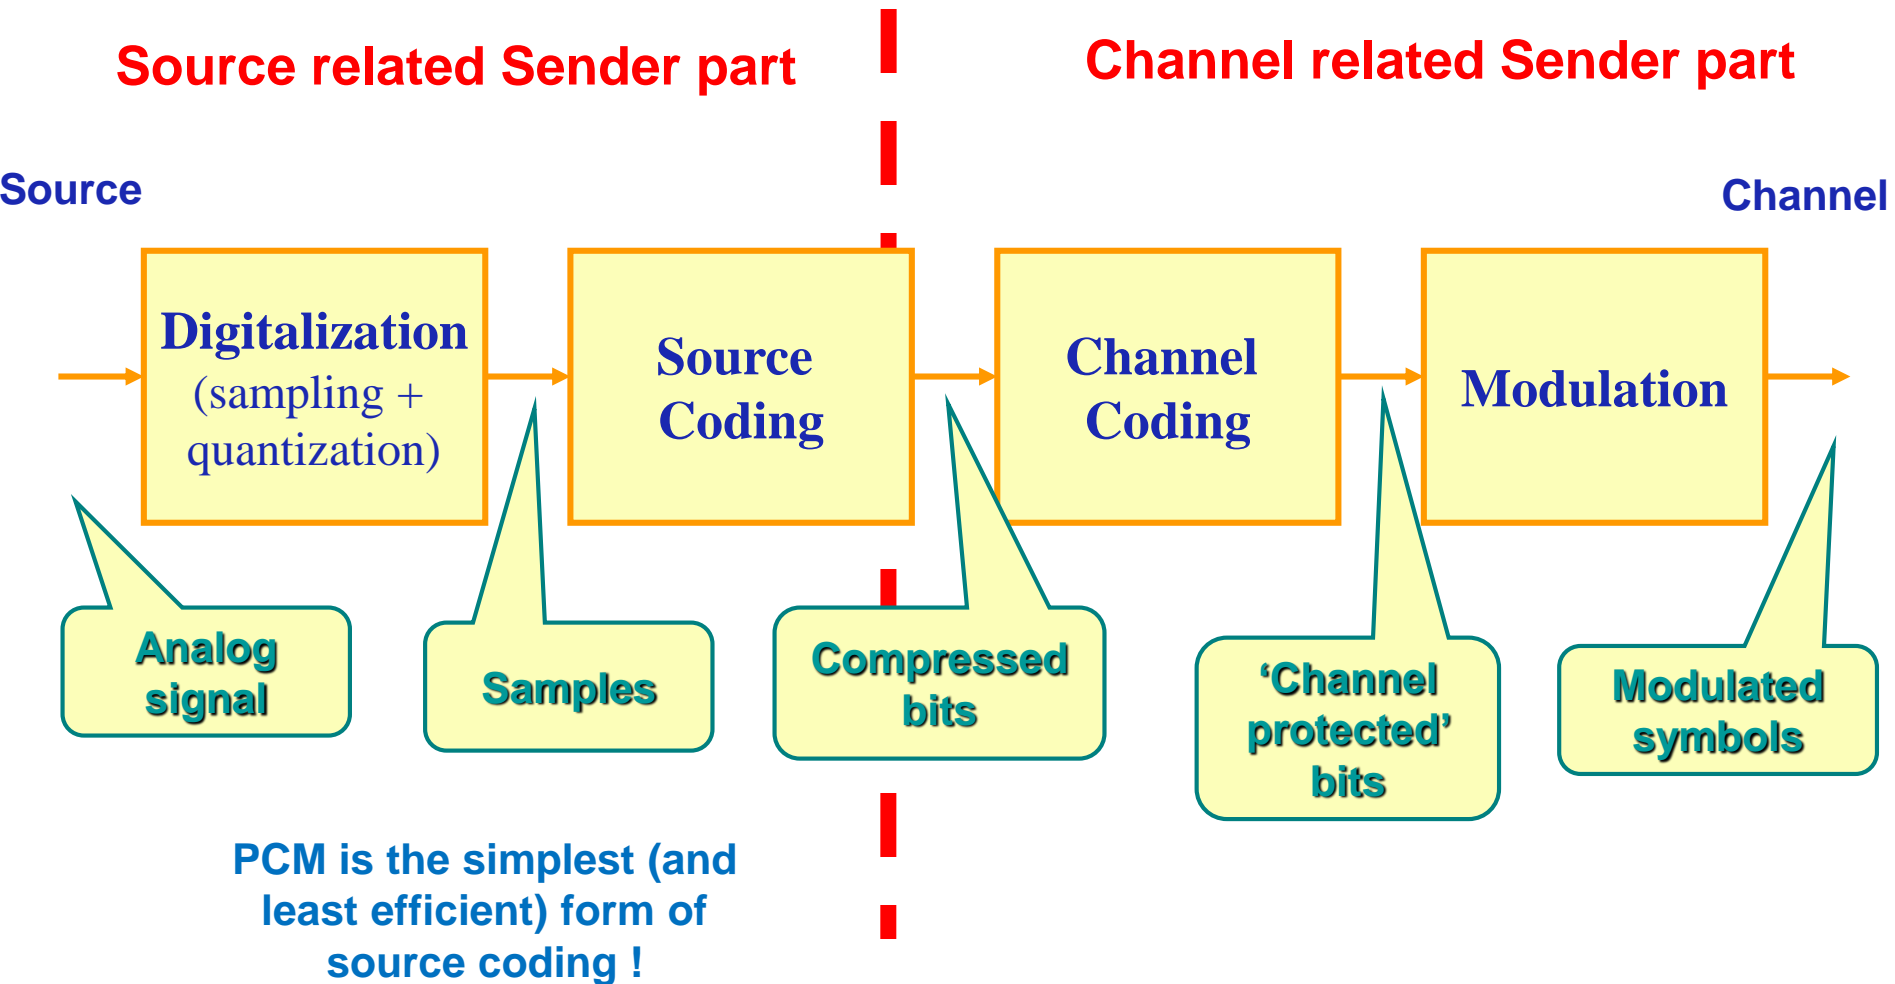 Source related Sender part
Channel related Sender part
Source
Channel
Digitalization
(sampling +
quantization)
Source
Coding
Channel
Coding
Modulation
Analog
signal
Samples
Compressed
bits
‘Channel
protected’
bits
Modulated
symbols
PCM is the simplest (and
least efficient) form of
source coding !